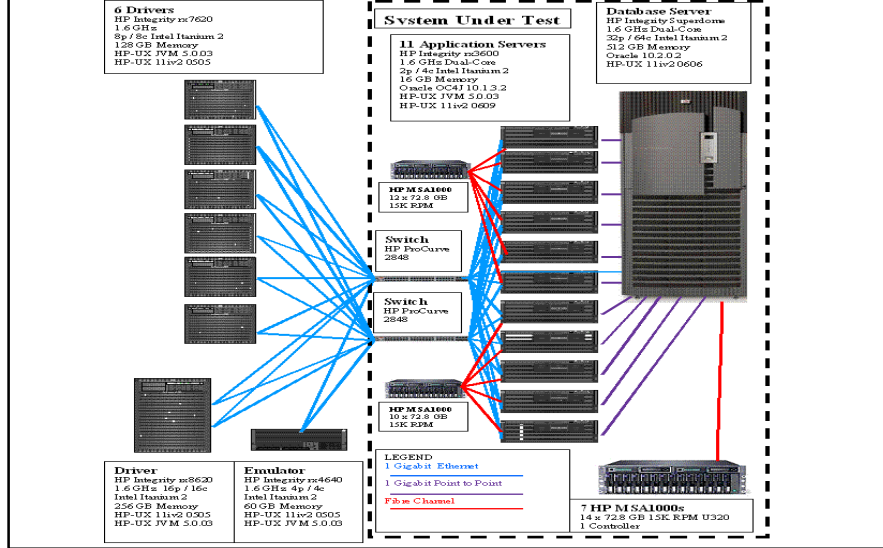 6 Drivers
HP Integrity rx7620
1.6 GHz
8p / 8c Intel Itanium 2
128 GB Memory
HP-UX JVM 5.0.03
HP-UX 11iv2 0505
System Under Test
11 Application Servers
HP Integrity rx3600
1.6 GHz Dual-Core
2p / 4c Intel Itanium 2
16 GB Memory
Oracle OC4J 10.1.3.2
HP-UX JVM 5.0.03
HP-UX 11iv2 0609
Database Server
HP Integrity Superdome
1.6 GHz Dual-Core
32p / 64c Intel Itanium 2
512 GB Memory
Oracle 10.2.0.2
HP-UX 11iv2 0606
HP MSA1000
12 x 72.8 GB
15K RPM
Switch
HP ProCurve
2848
Switch
HP ProCurve
2848
HP MSA1000
10 x 72.8 GB
15K RPM
Driver
HP Integrity rx8620
1.6 GHz 16p / 16c
Intel Itanium 2
256 GB Memory
HP-UX 11iv2 0505
HP-UX JVM 5.0.03
Emulator
HP Integrity rx4640
1.6 GHz 4p / 4c
Intel Itanium 2
60 GB Memory
HP-UX 11iv2 0505
HP-UX JVM 5.0.03
LEGEND
1 Gigabit Ethernet
1 Gigabit Point to Point
Fibre Channel
7 HP MSA1000s
14 x 72.8 GB 15K RPM U320
1 Controller